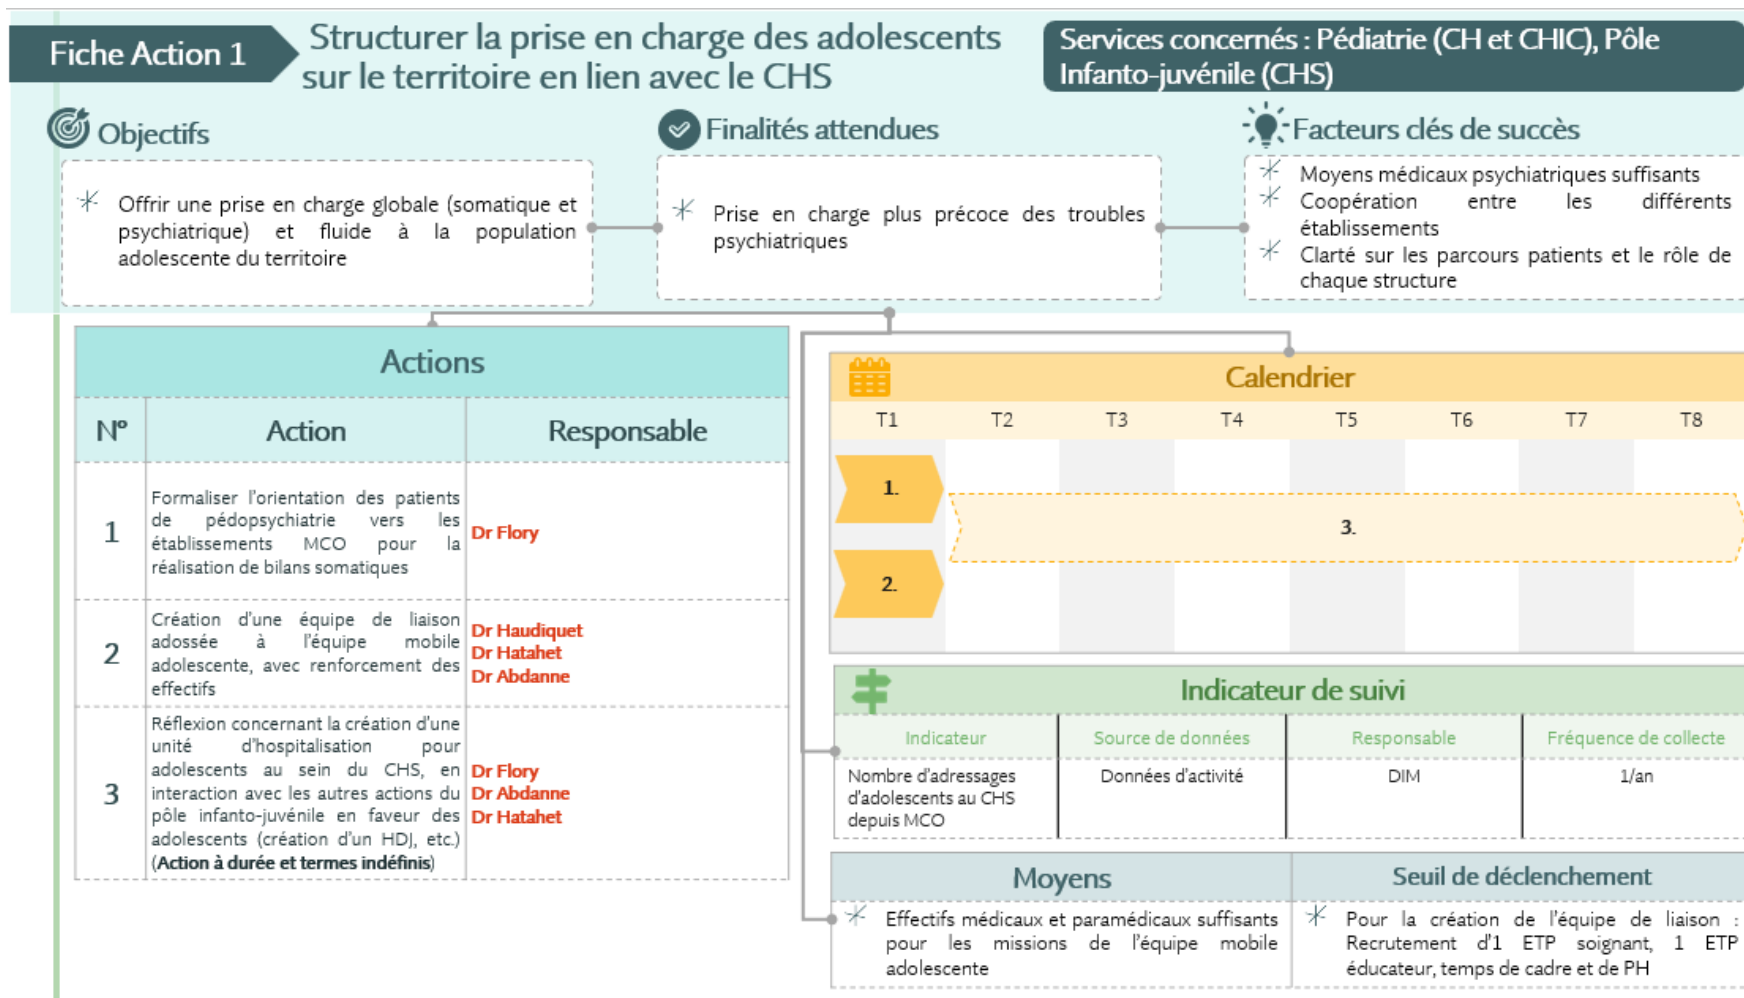 Fiche Action 1
Structurer la prise en charge des adolescents
sur le territoire en lien avec le CHS
Services concernés : Pédiatrie (CH et CHIC), Pôle
Infanto-juvénile (CHS)
Objectifs
Offrir une prise en charge globale (somatique et
psychiatrique) et fluide à la population
adolescente du territoire
Finalités attendues
Prise en charge plus précoce des troubles
psychiatriques
Facteurs clés de succès
Moyens médicaux psychiatriques suffisants
Coopération entre les différents
établissements
Clarté sur les parcours patients et le rôle de
chaque structure
Actions
N° Action Responsable
1
Formaliser l'orientation des patients
de pédopsychiatrie vers les
établissements MCO pour la
réalisation de bilans somatiques
Dr Flory
2
Création d'une équipe de liaison
adossée à l'équipe mobile
adolescente, avec renforcement des
effectifs
Dr Haudiquet
Dr Hatahet
Dr Abdanne
3
Réflexion concernant la création d'une
unité d'hospitalisation pour
adolescents au sein du CHS, en
interaction avec les autres actions du
pôle infanto-juvénile en faveur des
adolescents (création d'un HDJ, etc.)
(Action à durée et termes indéfinis)
Dr Flory
Dr Abdanne
Dr Hatahet
Calendrier
T1 T2 T3 T4 T5 T6 T7 T8
1.
3.
2.
Indicateur de suivi
Indicateur Source de données Responsable Fréquence de collecte
Nombre d'adressages
d'adolescents au CHS
depuis MCO
Données d'activité
DIM
1/an
Moyens
Effectifs médicaux et paramédicaux suffisants
pour les missions de l'équipe mobile
adolescente
Seuil de déclenchement
Pour la création de l'équipe de liaison :
Recrutement d'1 ETP soignant, 1 ETP
éducateur, temps de cadre et de PH